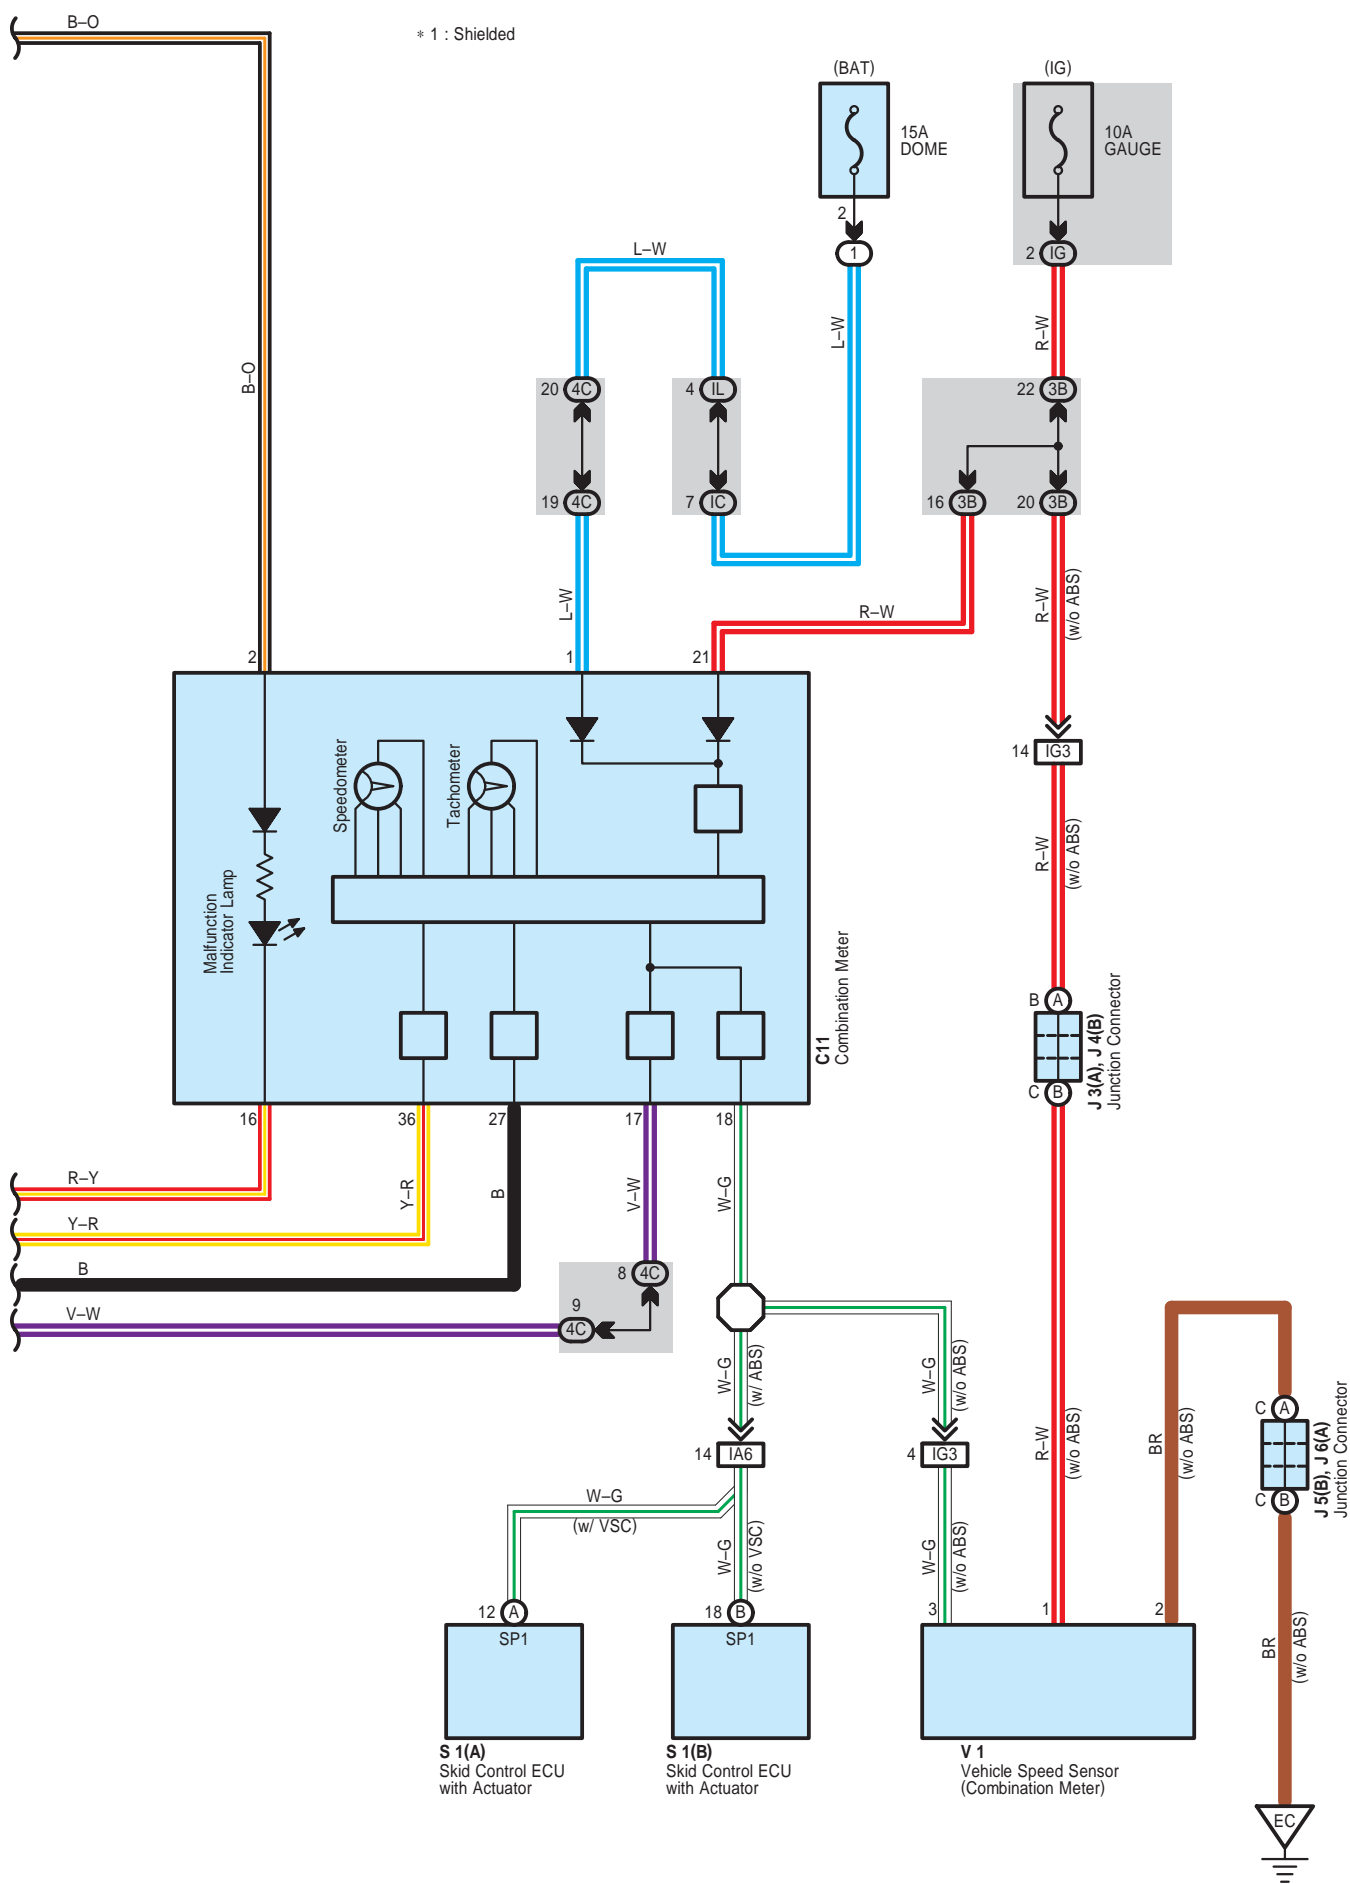 B–O
* 1 : Shielded
(BAT)
(IG)
15A
DOME
10A
GAUGE
2
1
2 IG
L–W
L–W
R–W
B–O
20 4C
4 IL
22 3B
19 4C
7 IC
16 3B
20 3B
L–W
R–W
R–W
(w/o ABS)
2
1
21
14 IG3
Speedometer
Tachometer
R–W
(w/o ABS)
Malfunction
Indicator Lamp
C11
Combination Meter
B A
J 3(A), J 4(B)
Junction Connector
C B
16
36
27
17
18
R–Y
Y–R
B
V–W
W–G
Y–R
B
8 4C
V–W
9
4C
W–G
(w/ ABS)
W–G
(w/o ABS)
C A
J 5(B), J 6(A)
Junction Connector
C B
14 IA6
4 IG3
R–W
(w/o ABS)
BR
(w/o ABS)
W–G
(w/ VSC)
W–G
(w/o VSC)
W–G
(w/o ABS)
12 A
18 B
3
1
2
SP1
SP1
BR
(w/o ABS)
S 1(A)
Skid Control ECU
with Actuator
S 1(B)
Skid Control ECU
with Actuator
V 1
Vehicle Speed Sensor
(Combination Meter)
EC